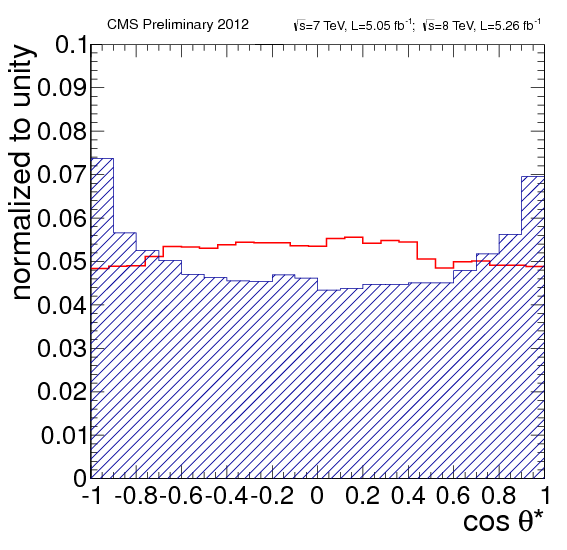 CMS Preliminary 2012 √s=7 TeV, L=5.05 fb⁻¹; √s=8 TeV, L=5.26 fb⁻¹
normalized to unity
0.1
0.09
0.08
0.07
0.06
0.05
0.04
0.03
0.02
0.01
0
-1 -0.8 -0.6 -0.4 -0.2 0 0.2 0.4 0.6 0.8 1
cos θ*